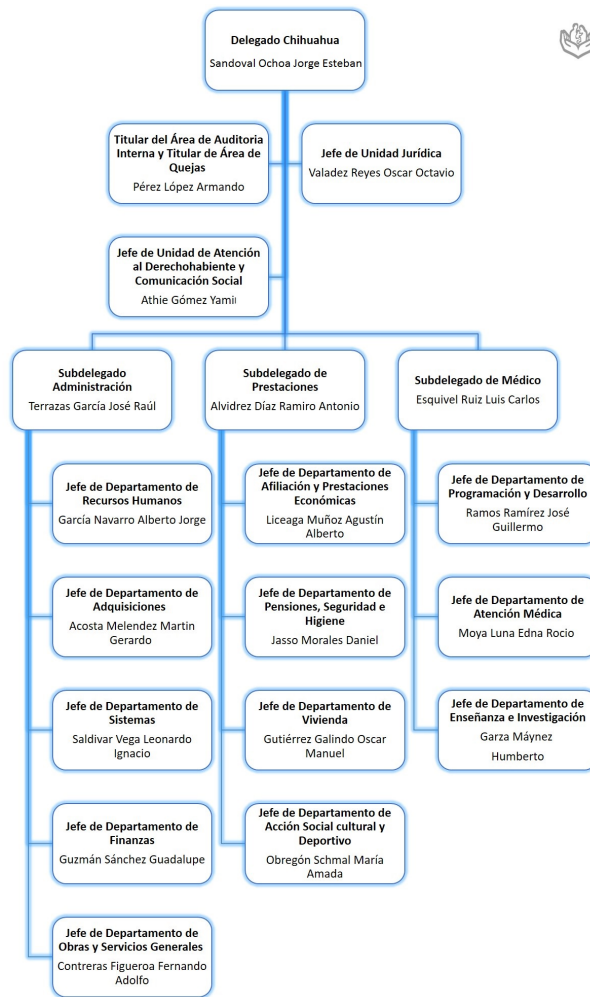 Delegado Chihuahua
Sandoval Ochoa Jorge Esteban
Titular del Área de Auditoria
Interna y Titular de Área de
Quejas
Pérez López Armando
Jefe de Unidad Jurídica
Valadez Reyes Oscar Octavio
Jefe de Unidad de Atención
al Derechohabiente y
Comunicación Social
Athie Gómez Yami
Subdelegado
Administración
Terrazas García José Raúl
Subdelegado de
Prestaciones
Alvidrez Díaz Ramiro Antonio
Subdelegado de Médico
Esquivel Ruiz Luis Carlos
Jefe de Departamento de
Recursos Humanos
García Navarro Alberto Jorge
Jefe de Departamento de
Adquisiciones
Acosta Melendez Martin
Gerardo
Jefe de Departamento de
Sistemas
Saldivar Vega Leonardo
Ignacio
Jefe de Departamento de
Finanzas
Guzmán Sánchez Guadalupe
Jefe de Departamento de
Obras y Servicios Generales
Contreras Figueroa Fernando
Adolfo
Jefe de Departamento de
Afiliación y Prestaciones
Económicas
Liceaga Muñoz Agustín
Alberto
Jefe de Departamento de
Pensiones, Seguridad e
Higiene
Jasso Morales Daniel
Jefe de Departamento de
Vivienda
Gutiérrez Galindo Oscar
Manuel
Jefe de Departamento de
Acción Social cultural y
Deportivo
Obregón Schmal María
Amada
Jefe de Departamento de
Programación y Desarrollo
Ramos Ramírez José
Guillermo
Jefe de Departamento de
Atención Médica
Moya Luna Edna Rocio
Jefe de Departamento de
Enseñanza e Investigación
Garza Máynez
Humberto